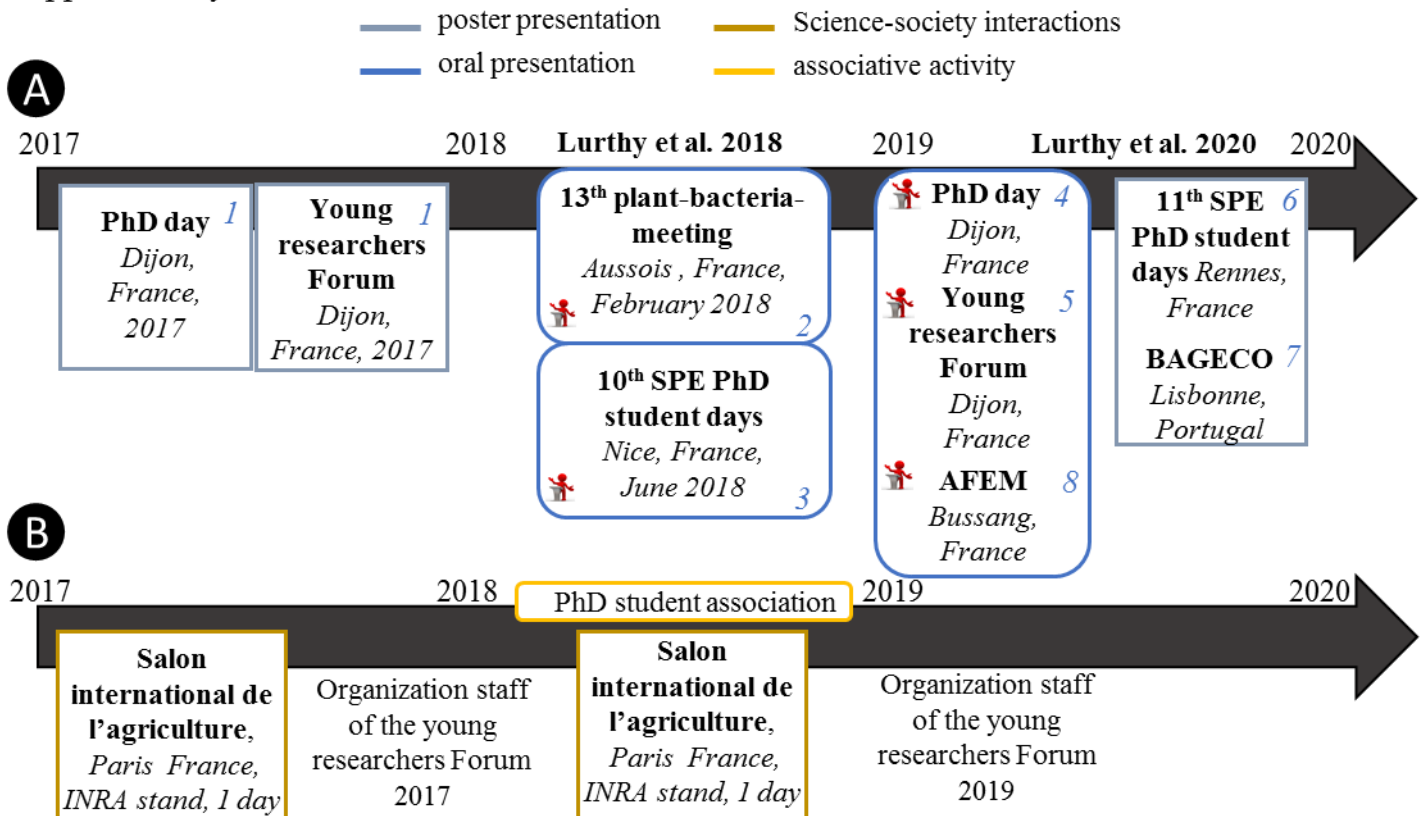 poster presentation
Science-society interactions
oral presentation
associative activity
A
2017
2018
Lurthy et al. 2018
2019
Lurthy et al. 2020
2020
PhD day 1
Dijon,
France,
2017
Young 1
researchers
Forum
Dijon,
France, 2017
13th plant-bacteria-
meeting
Aussois , France,
February 2018
2
10th SPE PhD
student days
Nice, France,
June 2018
3
PhD day 4
Dijon,
France
Young 5
researchers
Forum
Dijon,
France
AFEM 8
Bussang,
France
11th SPE 6
PhD student
days Rennes,
France
BAGECO 7
Lisbonne,
Portugal
B
2017
2018
PhD student association
2019
2020
Salon
international de
l’agriculture,
Paris France,
INRA stand, 1 day
Organization staff
of the young
researchers Forum
2017
Salon
international de
l’agriculture,
Paris France,
INRA stand, 1 day
Organization staff
of the young
researchers Forum
2019